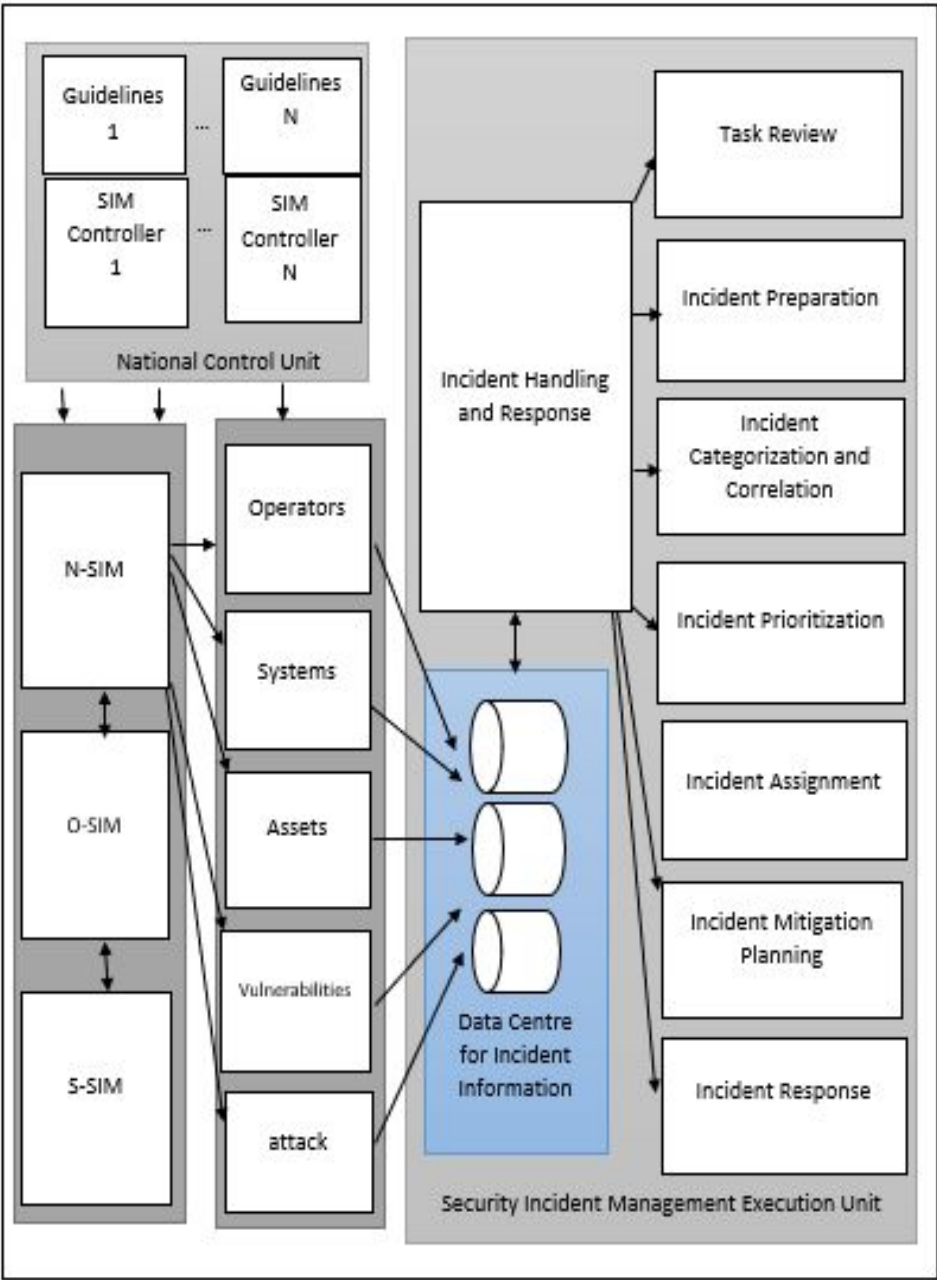 Guidelines
1
...
Guidelines
N
SIM
Controller
1
...
SIM
Controller
N
National Control Unit
N-SIM
O-SIM
S-SIM
Operators
Systems
Assets
Vulnerabilities
attack
Incident Handling
and Response
Data Centre
for Incident
Information
Task Review
Incident Preparation
Incident
Categorization and
Correlation
Incident Prioritization
Incident Assignment
Incident Mitigation
Planning
Incident Response
Security Incident Management Execution Unit